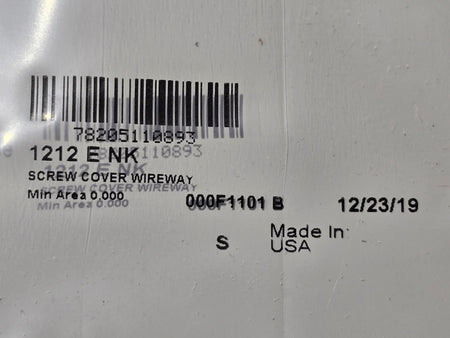 78205110893
1212 E NK
SCREW COVER WIREWAY
Min Area 0.000
000F1101 B 12/23/19
S Made In
USA